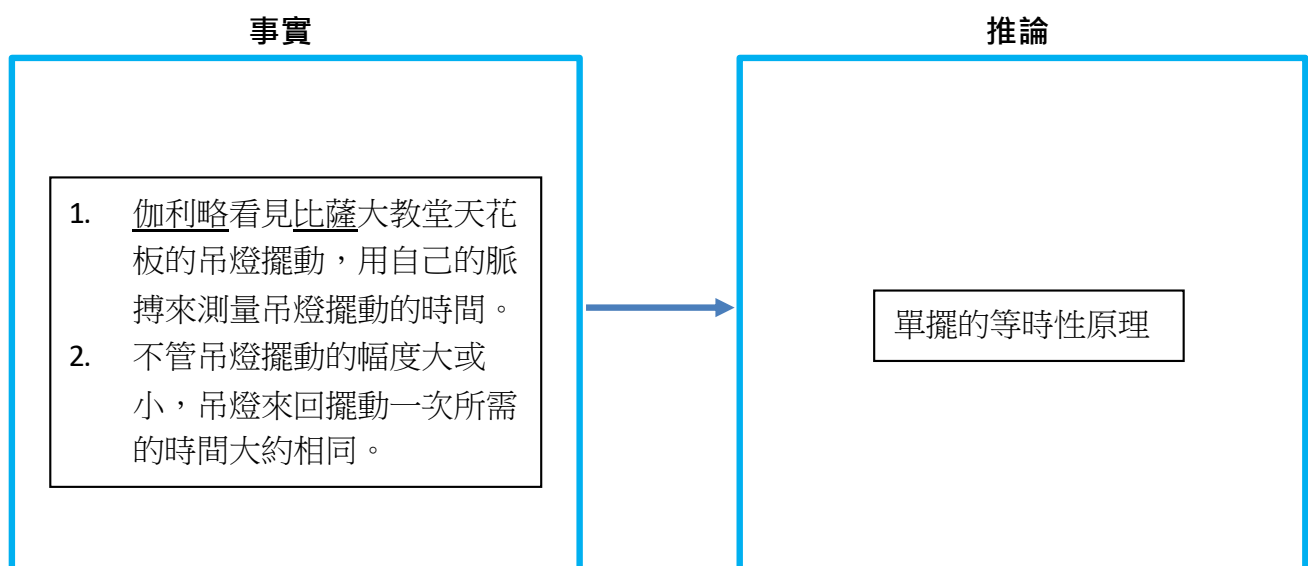 事實
推論
1. 伽利略看見比薩大教堂天花
板的吊燈擺動，用自己的脈
搏來測量吊燈擺動的時間。
2. 不管吊燈擺動的幅度大或
小，吊燈來回擺動一次所需
的時間大約相同。
單擺的等時性原理